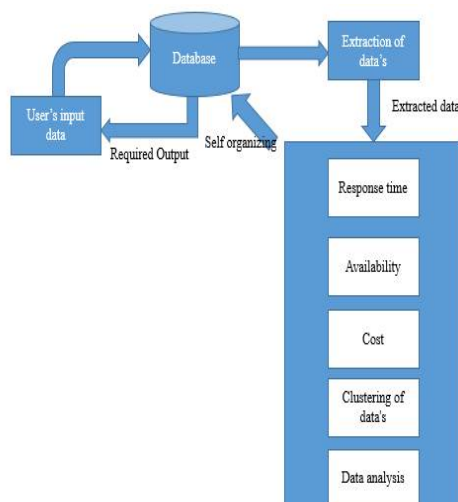 Database
Extraction of
data's
User's input
data
Required Output
Self organizing
Extracted data
Response time
Availability
Cost
Clustering of
data's
Data analysis